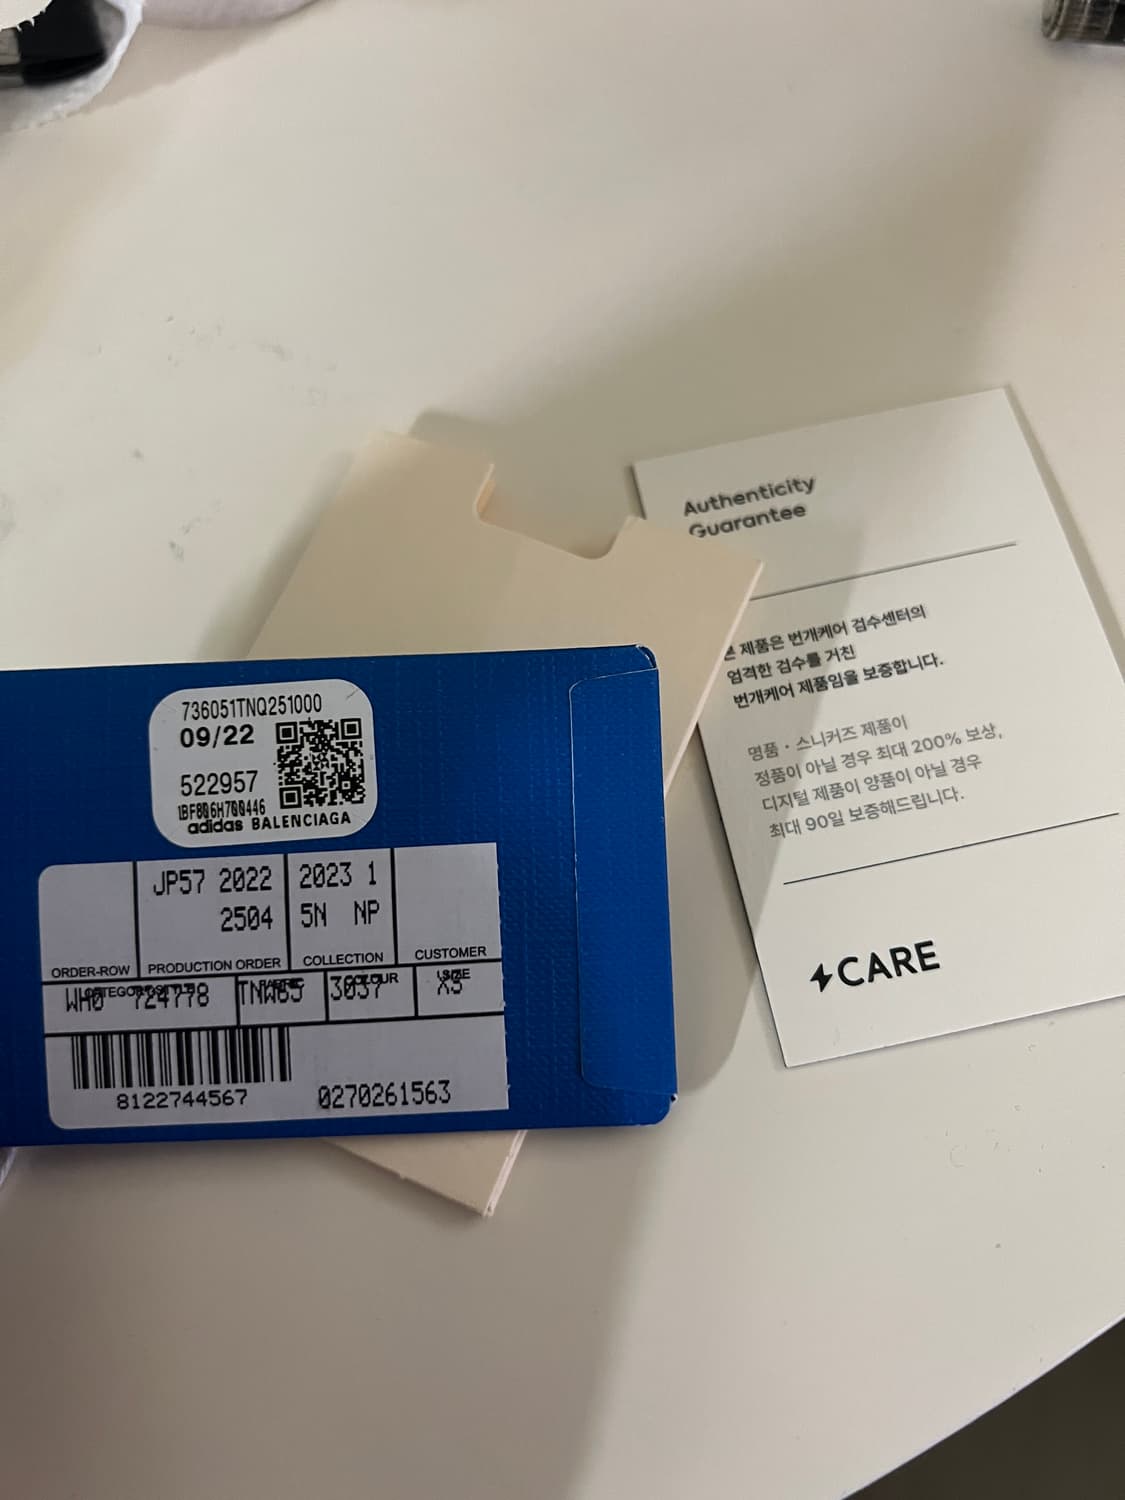 736051TNQ251000
09/22
522957
1BF806H700446
adidas BALENCIAGA
JP57 2022
2504
2023 1
5N NP
ORDER-ROW
PRODUCTION ORDER
COLLECTION
CUSTOMER
WH0 724778
TNW65
3037
XS
SIZE
8122744567
0270261563
Authenticity
Guarantee
제품은 번개케어 검수센터의
엄격한 검수를 거친
번개케어 제품임을 보증합니다.
명품・스니커즈 제품이
정품이 아닐 경우 최대 200% 보상,
디지털 제품이 양품이 아닐 경우
최대 90일 보증해드립니다.
CARE